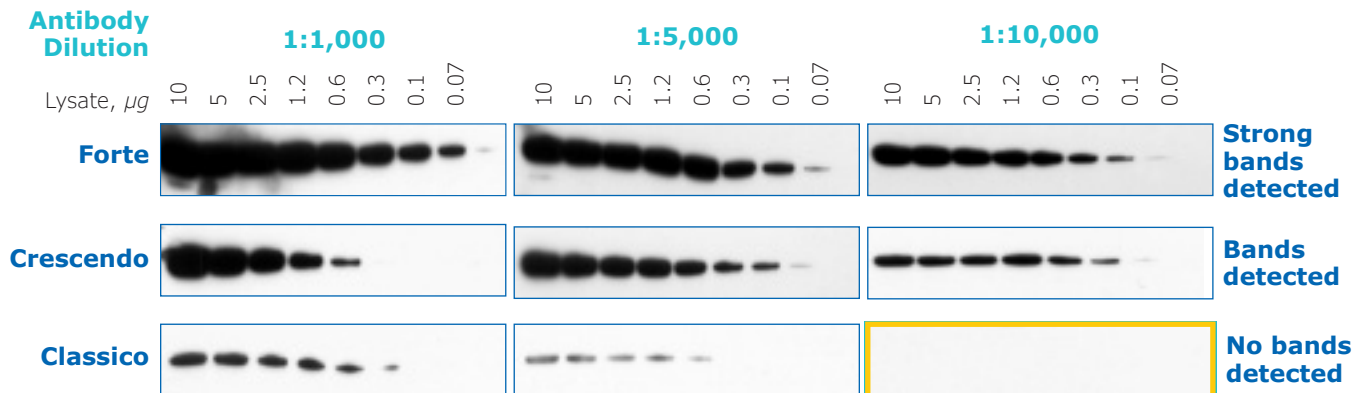 Antibody
Dilution
1:1,000
1:5,000
1:10,000
Lysate, µg
10 5 2.5 1.2 0.6 0.3 0.1 0.07
10 5 2.5 1.2 0.6 0.3 0.1 0.07
10 5 2.5 1.2 0.6 0.3 0.1 0.07
Forte
Strong
bands
detected
Crescendo
Bands
detected
Classico
No bands
detected